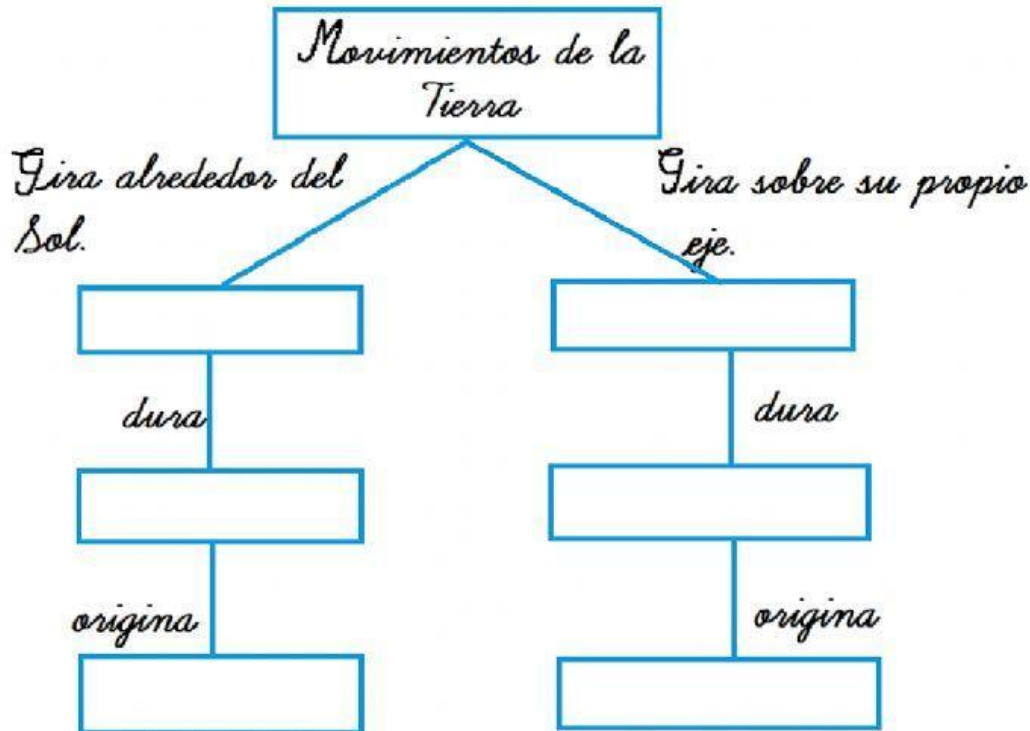 Movimientos de la
Tierra
Gira alrededor del
Sol.
Gira sobre su propio
eje.
dura
dura
origina
origina